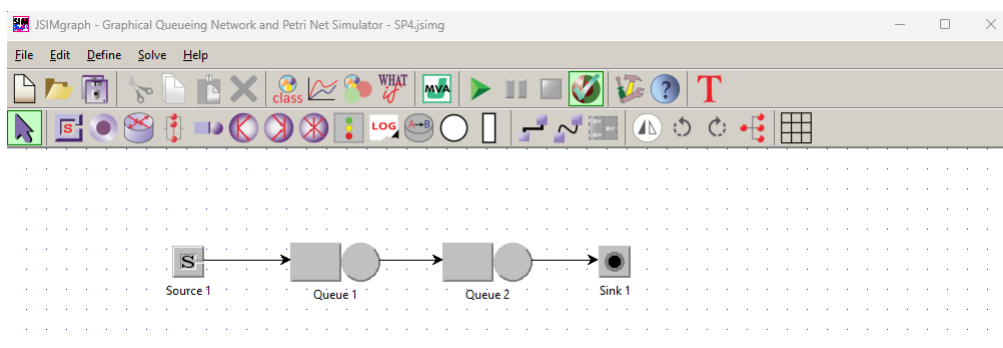 JSIMgraph - Graphical Queueing Network and Petri Net Simulator - SP4.jsimg
File Edit Define Solve Help
class WHAT if MVA ? T
S LOG A→B
S
Source 1 Queue 1 Queue 2 Sink 1